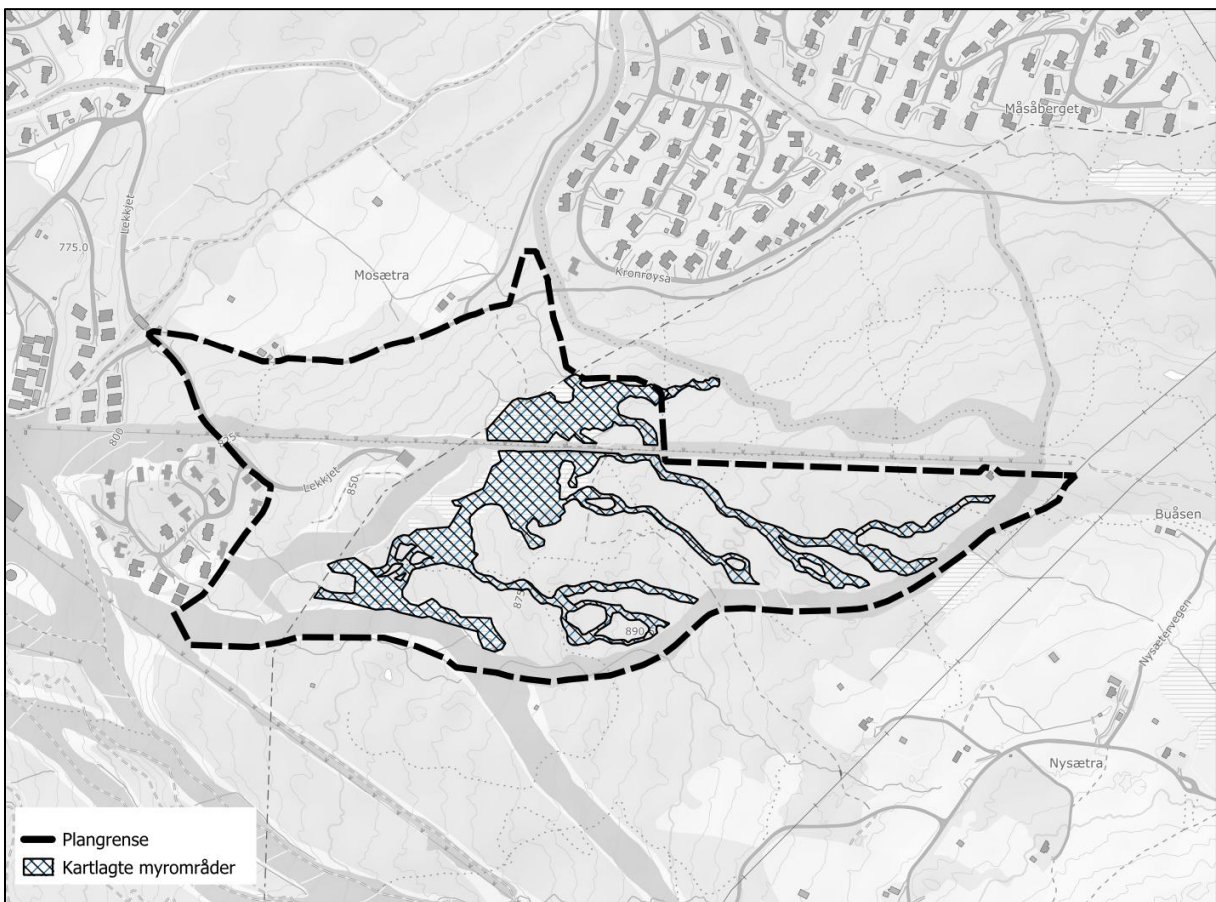 Måsåberget
Lekkjet
775.0
Mosætra
Kronrøysa
800
875
Lekkjet
850
Buåsen
875
890
Nysætervegen
Nysætra
Plangrense
Kartlagte myrområder